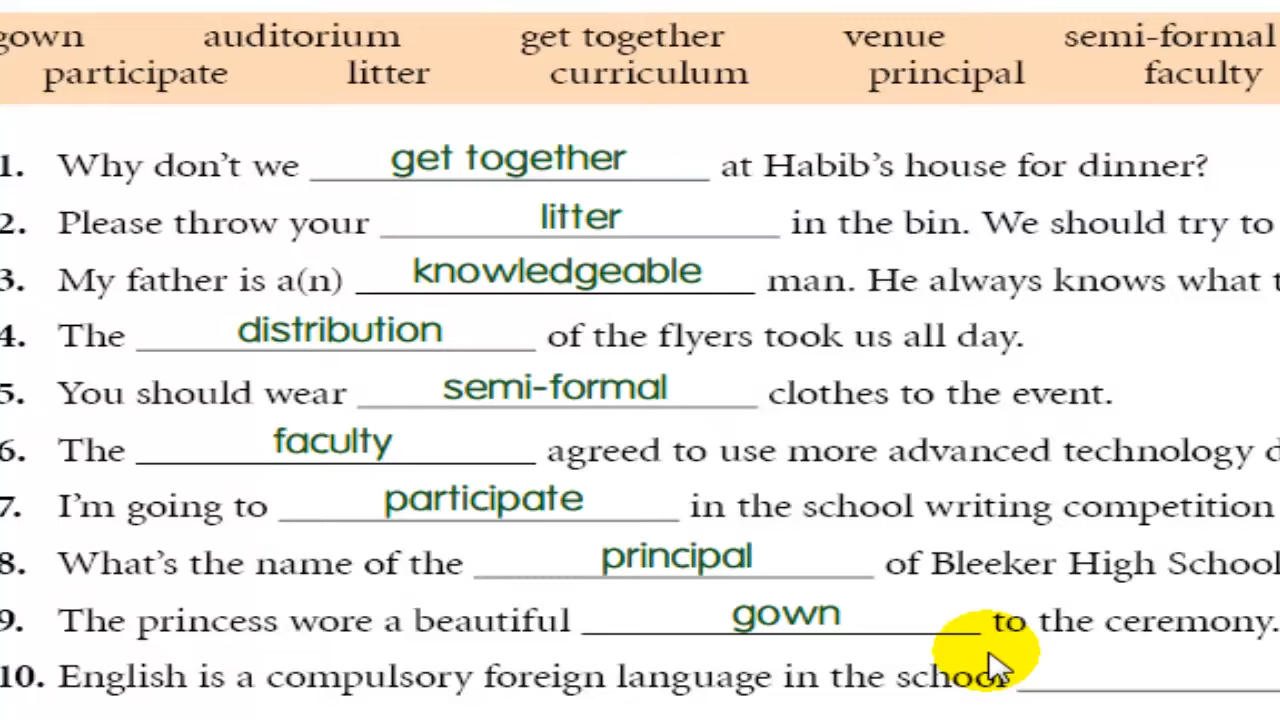 gown auditorium get together venue semi-formal
participate litter curriculum principal faculty
1. Why don't we get together at Habib's house for dinner?
2. Please throw your litter in the bin. We should try to
3. My father is a(n) knowledgeable man. He always knows what t
4. The distribution of the flyers took us all day.
5. You should wear semi-formal clothes to the event.
6. The faculty agreed to use more advanced technology d
7. I'm going to participate in the school writing competition
8. What's the name of the principal of Bleeker High School
9. The princess wore a beautiful gown to the ceremony.
10. English is a compulsory foreign language in the school